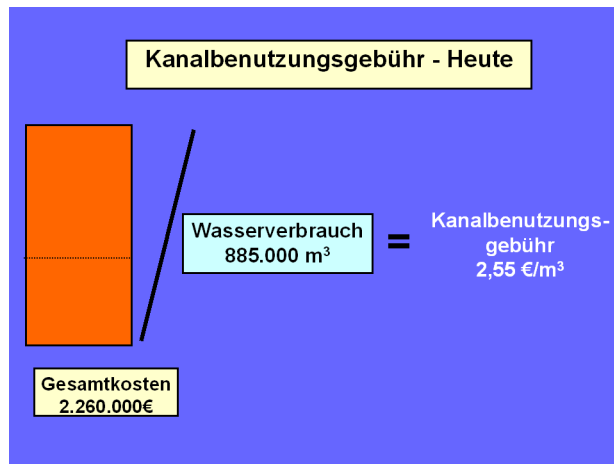 Kanalbenutzungsgebühr - Heute
Wasserverbrauch
885.000 m³
=
Kanalbenutzungs-
gebühr
2,55 €/m³
Gesamtkosten
2.260.000€